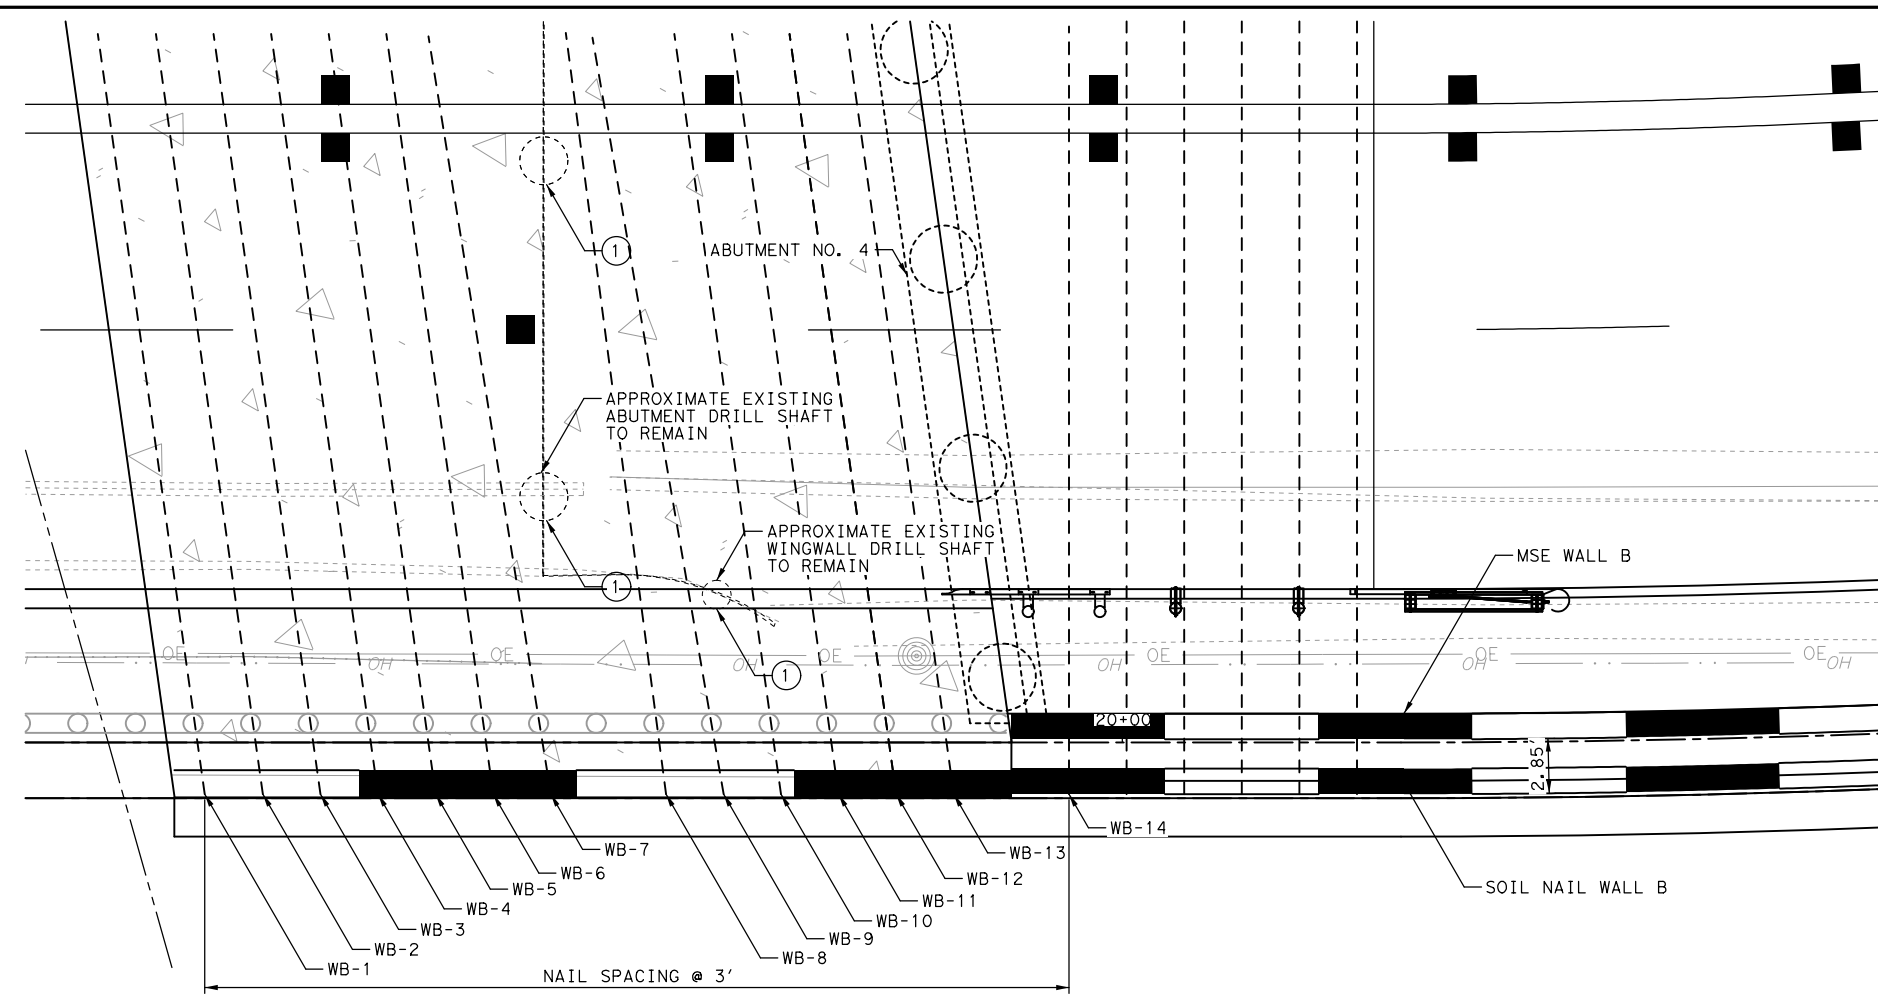 1
ABUTMENT NO. 4
APPROXIMATE EXISTING
ABUTMENT DRILL SHAFT
TO REMAIN
APPROXIMATE EXISTING
WINGWALL DRILL SHAFT
TO REMAIN
1
MSE WALL B
OE
OH
OE
OH
OE
OH
OE
OH
OE
OE
OH
1
20+00
2.85'
WB-14
WB-7
WB-13
WB-6
WB-12
WB-5
SOIL NAIL WALL B
WB-11
WB-4
WB-10
WB-3
WB-9
WB-2
WB-8
WB-1
NAIL SPACING @ 3'